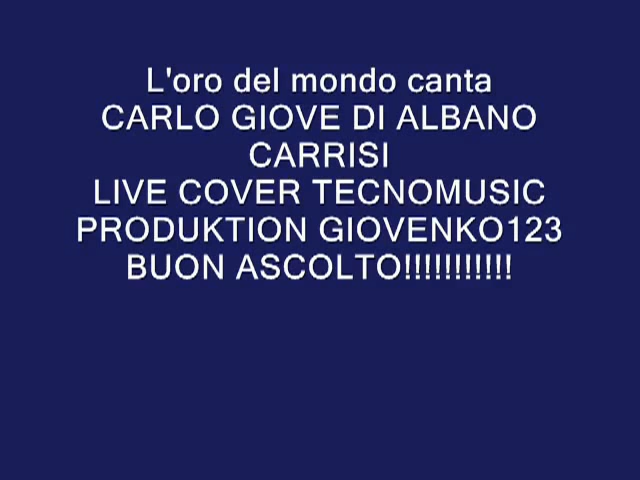 L'oro del mondo canta
CARLO GIOVE DI ALBANO
CARRISI
LIVE COVER TECNOMUSIC
PRODUKTION GIOVENKO123
BUON ASCOLTO!!!!!!!!!!!